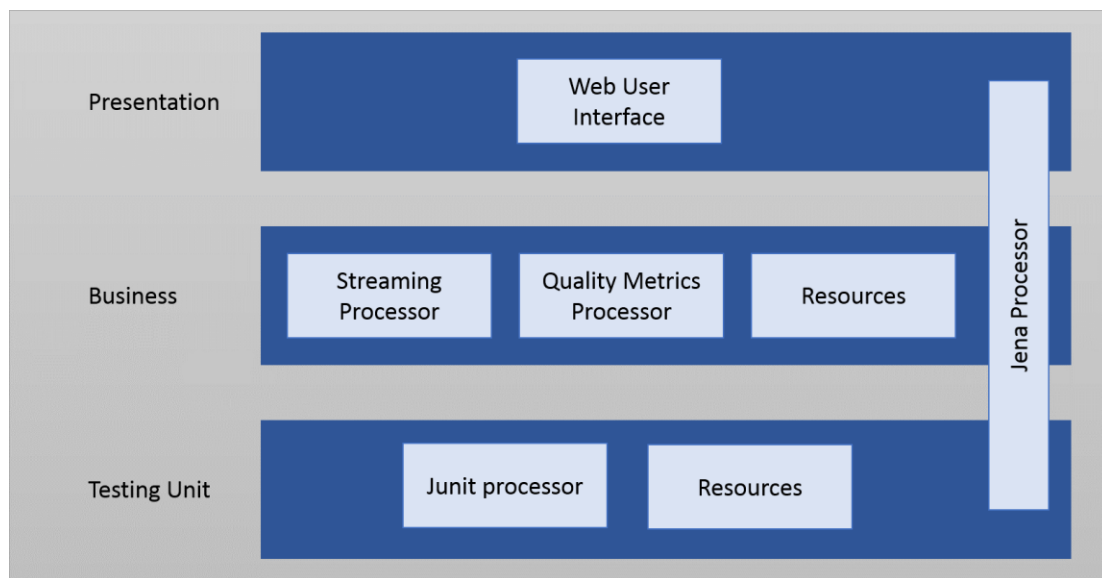 Presentation
Web User
Interface
Business
Streaming
Processor
Quality Metrics
Processor
Resources
Jena Processor
Testing Unit
Junit processor
Resources